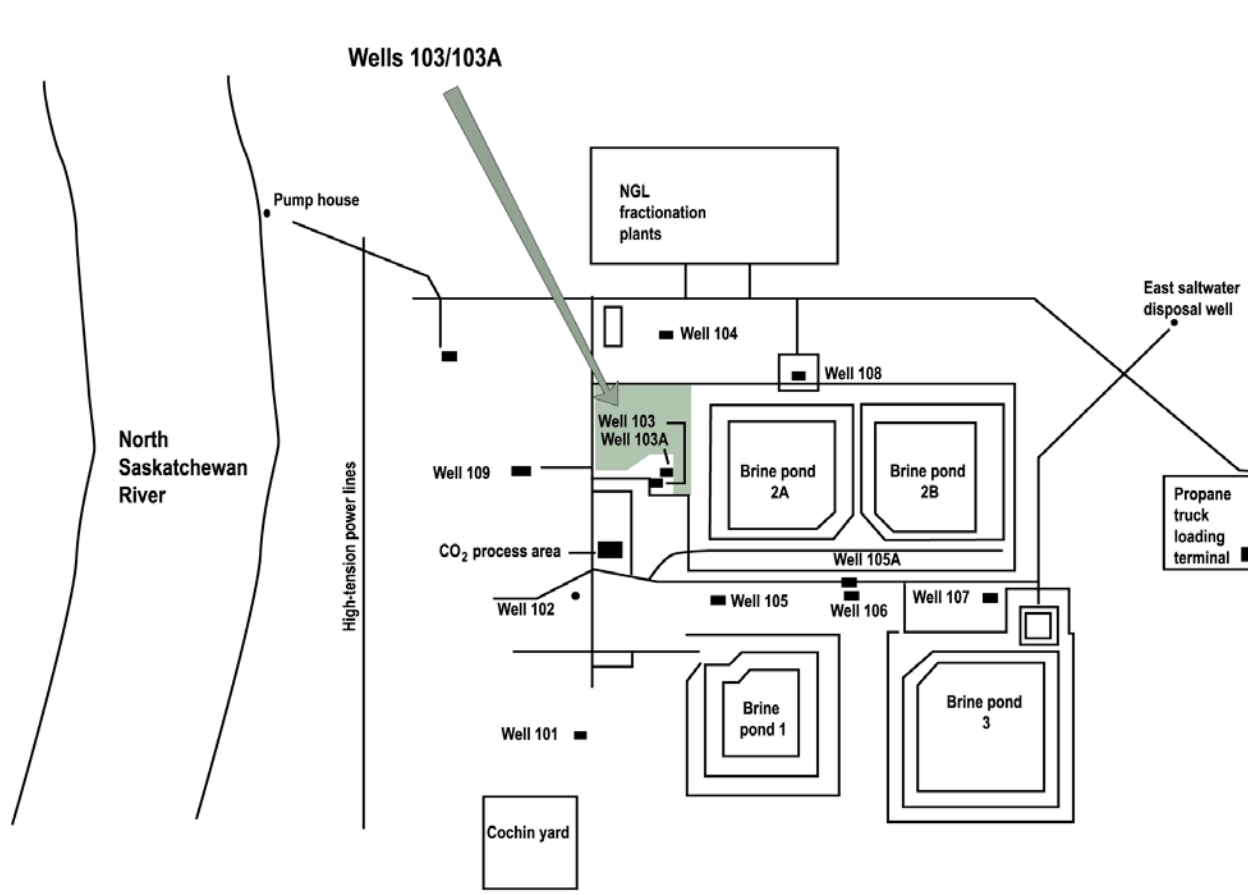 Wells 103/103A
NGL
fractionation
plants
Pump house
East saltwater
disposal well
Well 104
Well 108
Well 103
Well 103A
North
Saskatchewan
River
High-tension power lines
Well 109
Brine pond
2A
Brine pond
2B
Propane
truck
loading
terminal
CO₂ process area
Well 105A
Well 102
Well 105
Well 106
Well 107
Brine
pond 1
Brine pond
3
Well 101
Cochin yard